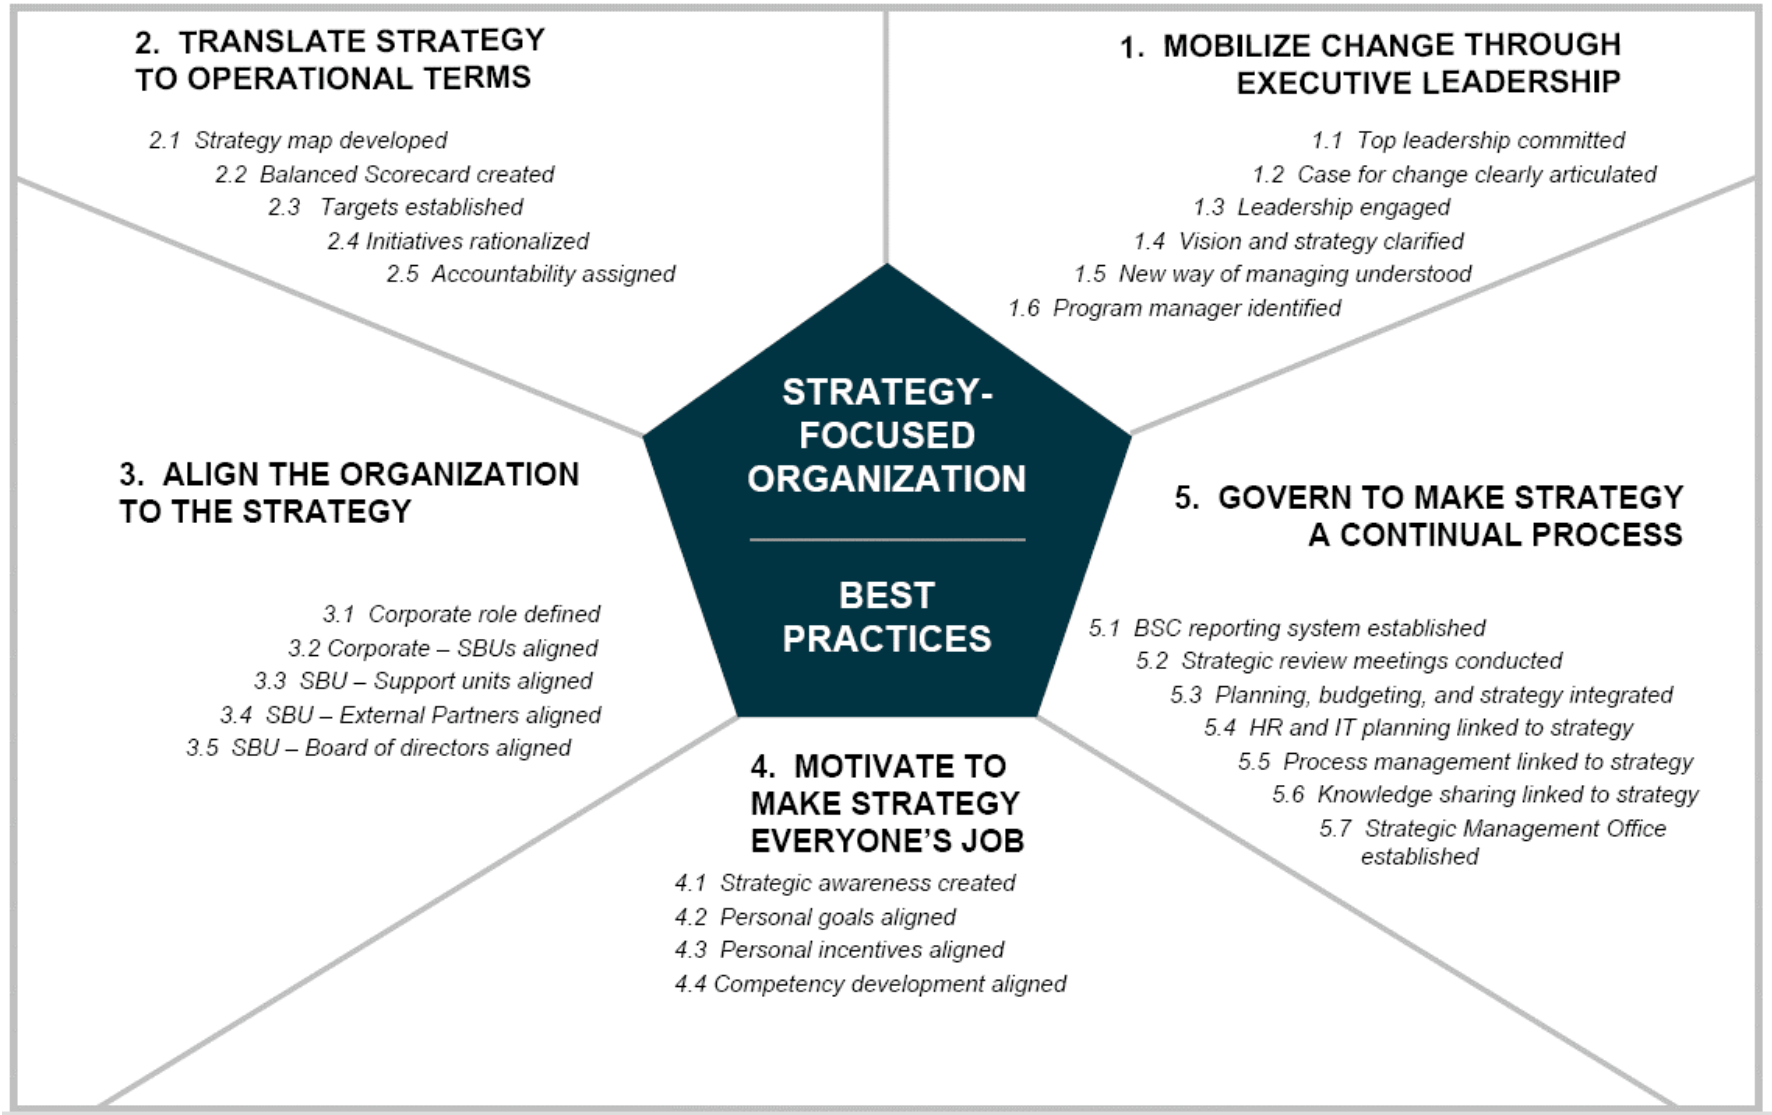 2. TRANSLATE STRATEGY
TO OPERATIONAL TERMS
2.1 Strategy map developed
2.2 Balanced Scorecard created
2.3 Targets established
2.4 Initiatives rationalized
2.5 Accountability assigned
1. MOBILIZE CHANGE THROUGH
EXECUTIVE LEADERSHIP
1.1 Top leadership committed
1.2 Case for change clearly articulated
1.3 Leadership engaged
1.4 Vision and strategy clarified
1.5 New way of managing understood
1.6 Program manager identified
STRATEGY-
FOCUSED
ORGANIZATION
BEST
PRACTICES
3. ALIGN THE ORGANIZATION
TO THE STRATEGY
3.1 Corporate role defined
3.2 Corporate – SBUs aligned
3.3 SBU – Support units aligned
3.4 SBU – External Partners aligned
3.5 SBU – Board of directors aligned
5. GOVERN TO MAKE STRATEGY
A CONTINUAL PROCESS
5.1 BSC reporting system established
5.2 Strategic review meetings conducted
5.3 Planning, budgeting, and strategy integrated
5.4 HR and IT planning linked to strategy
5.5 Process management linked to strategy
5.6 Knowledge sharing linked to strategy
5.7 Strategic Management Office
established
4. MOTIVATE TO
MAKE STRATEGY
EVERYONE’S JOB
4.1 Strategic awareness created
4.2 Personal goals aligned
4.3 Personal incentives aligned
4.4 Competency development aligned